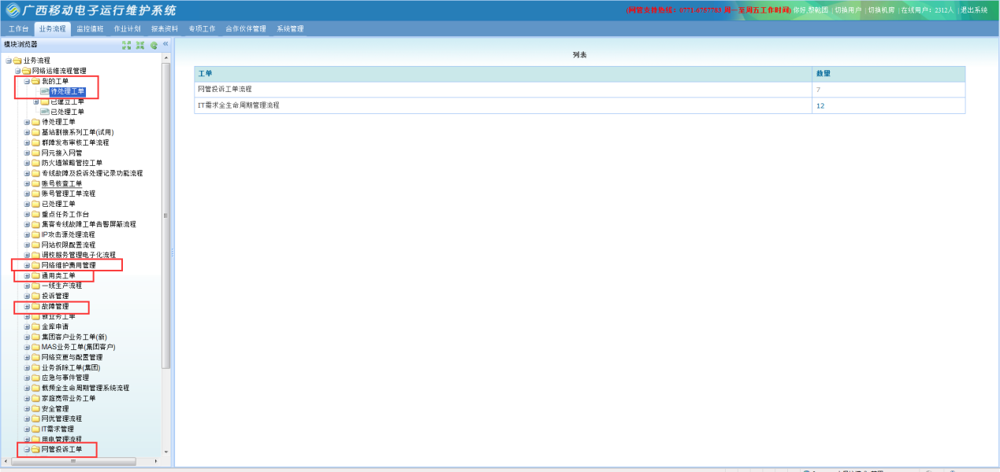 广西移动电子运行维护系统
(网管支撑热线：0771-6757783 周一至周五工作时间) 你好, | 切换用户 | 切换机房 | 在线用户：2312人 | 退出系统
工作台 业务流程 监控值班 作业计划 报表资料 专项工作 合作伙伴管理 系统管理
模块浏览器
列表
工单 数量
网管投诉工单流程 7
IT需求全生命周期管理流程 12
业务流程
网络运维流程管理
我的工单
待处理工单
已建立工单
已处理工单
待处理工单
基站割接系列工单(试用)
群障发布审核工单流程
网元接入网管
防火墙策略管控工单
专线故障及投诉处理记录功能流程
账号核查工单
账号管理工单流程
已处理工单
重点任务工作台
集客专线故障工单告警屏蔽流程
IP攻击源处理流程
网站权限配置流程
调校服务管理电子化流程
网络维护费用管理
通用类工单
一线生产流程
投诉管理
故障管理
新业务工单
金库申请
集团客户业务工单(新)
MAS业务工单(集团客户)
网络变更与配置管理
业务拆除工单(集团)
应急与事件管理
载频全生命周期管理系统流程
家庭宽带业务工单
安全管理
网优管理流程
IT需求管理
用电管理流程
网管投诉工单